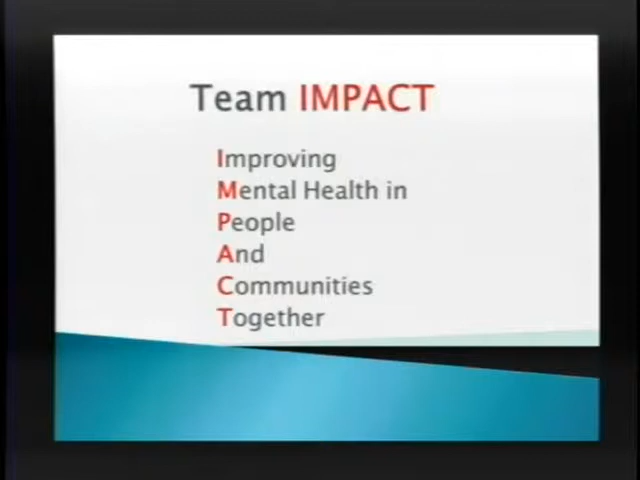 Team IMPACT
Improving
Mental Health in
People
And
Communities
Together